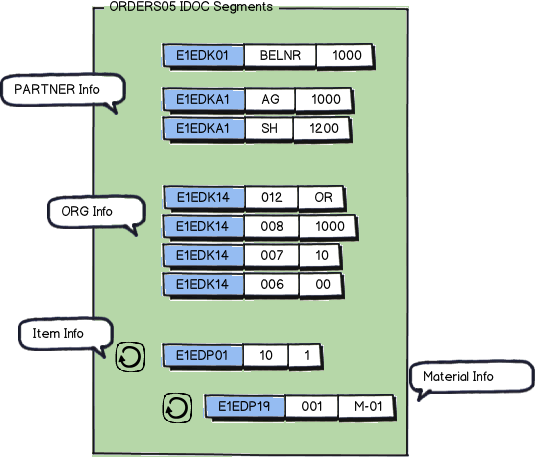 ORDERS05 IDOC Segments
E1EDK01 BELNR 1000
PARTNER Info
E1EDKA1 AG 1000
E1EDKA1 SH 1200
ORG Info
E1EDK14 012 OR
E1EDK14 008 1000
E1EDK14 007 10
E1EDK14 006 00
Item Info
E1EDP01 10 1
Material Info
E1EDP19 001 M-01